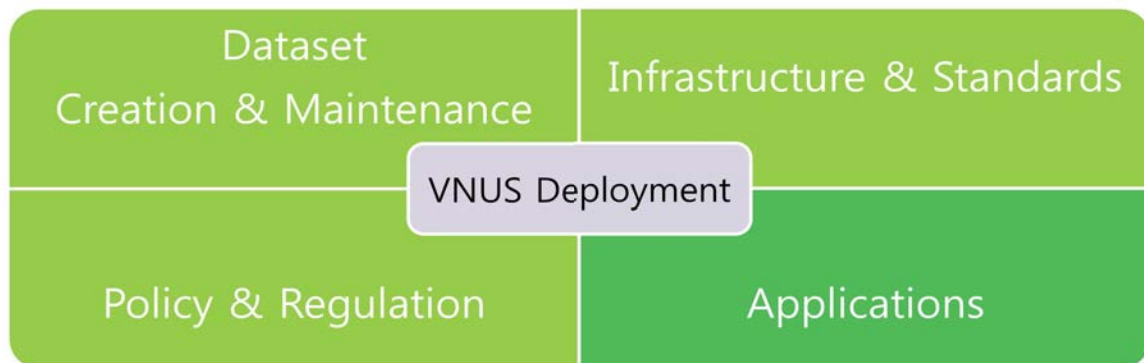 Dataset
Creation & Maintenance
Infrastructure & Standards
VNUS Deployment
Policy & Regulation
Applications